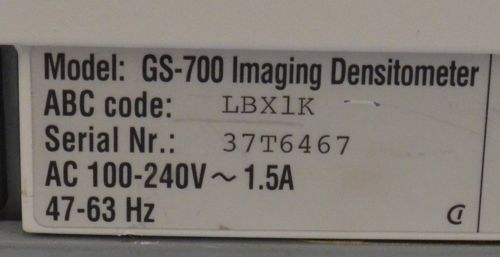 Model: GS-700 Imaging Densitometer
ABC code: LBX1K
Serial Nr.: 37T6467
AC 100-240V ~ 1.5A
47-63 Hz